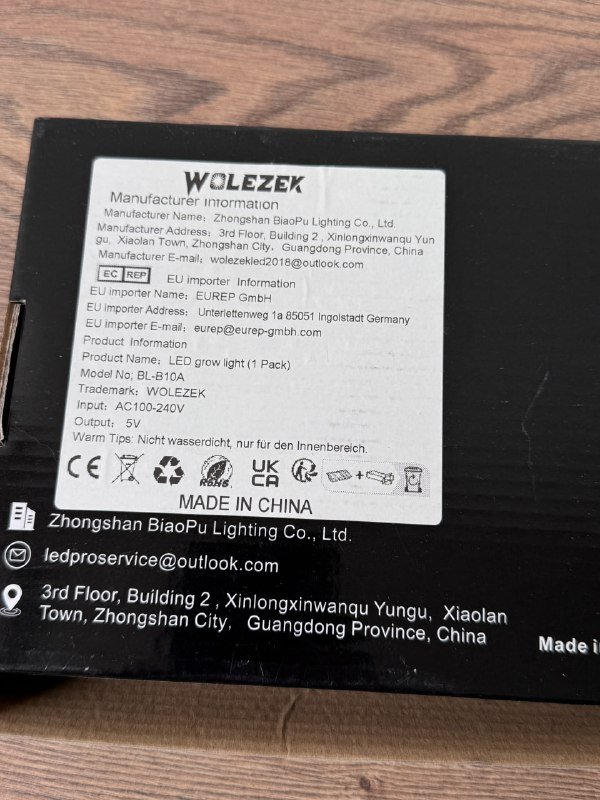 WOLEZEK
Manufacturer Information
Manufacturer Name: Zhongshan BiaoPu Lighting Co., Ltd.
Manufacturer Address: 3rd Floor, Building 2 , Xinlongxinwanqu Yun
gu, Xiaolan Town, Zhongshan City, Guangdong Province, China
Manufacturer E-mail: wolezekled2018@outlook.com
EC REP EU importer Information
EU importer Name: EUREP GmbH
EU importer Address: Unterlettenweg 1a 85051 Ingolstadt Germany
EU importer E-mail: eurep@eurep-gmbh.com
Product Information
Product Name: LED grow light (1 Pack)
Model No; BL-B10A
Trademark: WOLEZEK
Input: AC100-240V
Output: 5V
Warm Tips: Nicht wasserdicht, nur für den Innenbereich.
CE RoHS UK CA +
MADE IN CHINA
Zhongshan BiaoPu Lighting Co., Ltd.
ledproservice@outlook.com
3rd Floor, Building 2 , Xinlongxinwanqu Yungu, Xiaolan
Town, Zhongshan City, Guangdong Province, China
Made